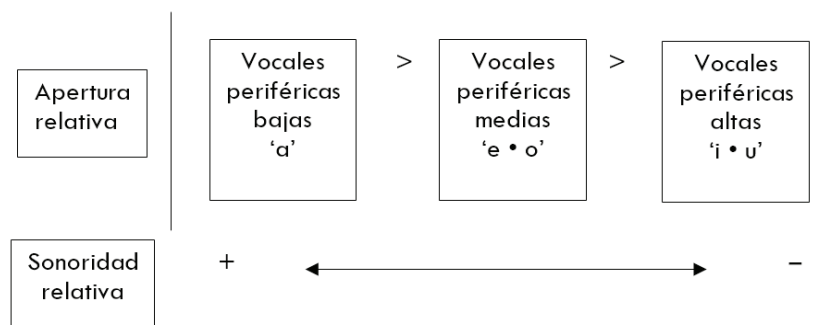 Apertura
relativa
Vocales
periféricas
bajas
‘a’
>
Vocales
periféricas
medias
‘e • o’
>
Vocales
periféricas
altas
‘i • u’
Sonoridad
relativa
+
–